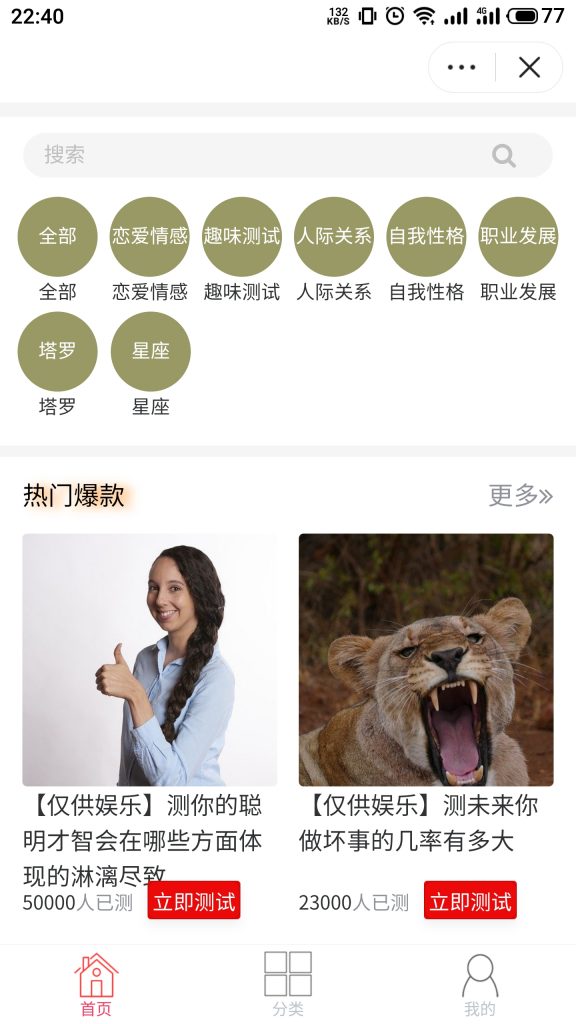 22:40
132
KB/S
4G
77
搜索
全部 恋爱情感 趣味测试 人际关系 自我性格 职业发展
全部 恋爱情感 趣味测试 人际关系 自我性格 职业发展
塔罗 星座
塔罗 星座
热门爆款
更多
【仅供娱乐】测你的聪
明才智会在哪些方面体
现的淋漓尽致
50000人已测 立即测试
【仅供娱乐】测未来你
做坏事的几率有多大
23000人已测 立即测试
首页 分类 我的